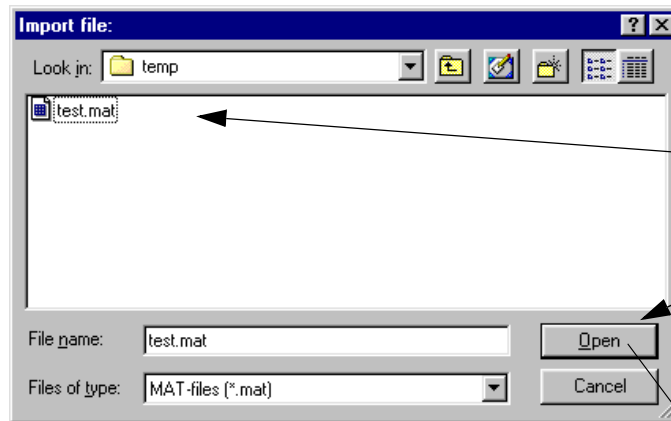 Import file:
Look in: temp
test.mat
File name: test.mat
Open
Files of type: MAT-files (*.mat)
Cancel